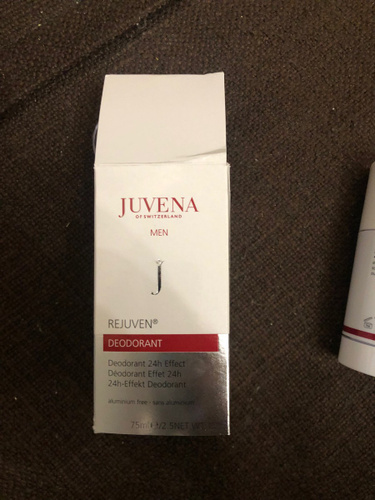 JUVENA
OF SWITZERLAND
MEN
J
REJUVEN®
DEODORANT
Deodorant 24h Effect
Déodorant Effet 24h
24h-Effekt Deodorant
aluminium free - sans aluminium
75ml